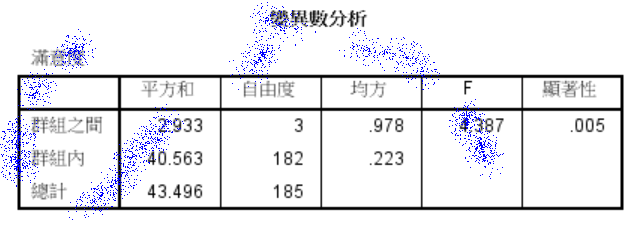 變異數分析
滿意度
平方和 自由度 均方 F 顯著性
群組之間 2.933 3 .978 4.387 .005
群組內 40.563 182 .223
總計 43.496 185